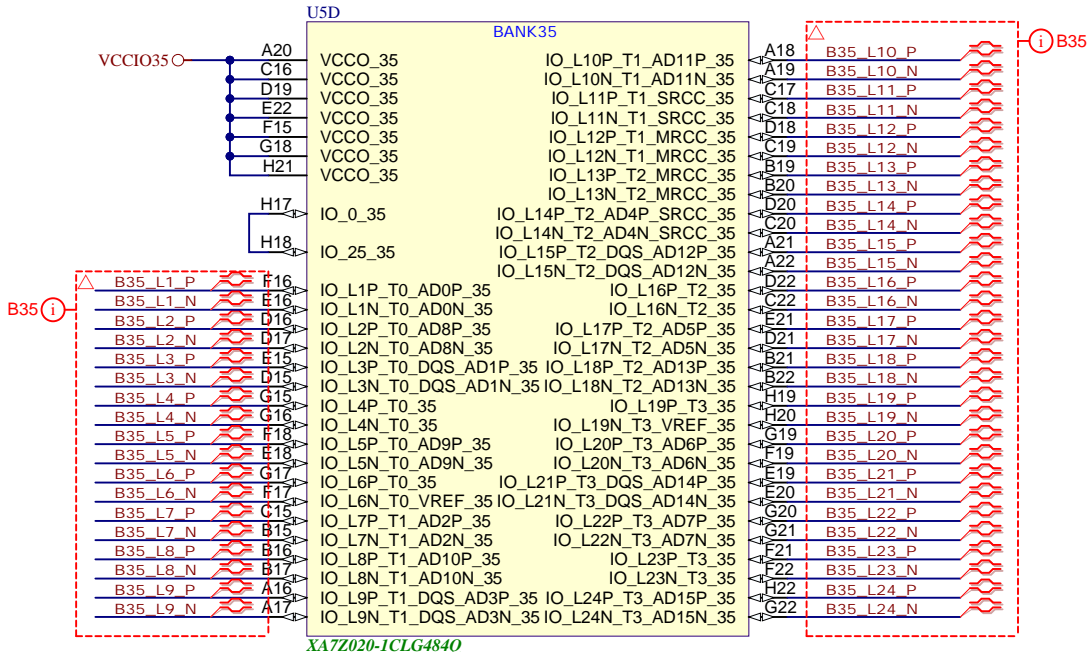 U5D
BANK35
VCCIO35
A20 VCCO_35
C16 VCCO_35
D19 VCCO_35
E22 VCCO_35
F15 VCCO_35
G18 VCCO_35
H21 VCCO_35
H17 IO_0_35
H18 IO_25_35
B35
B35_L1_P F16 IO_L1P_T0_AD0P_35
B35_L1_N E16 IO_L1N_T0_AD0N_35
B35_L2_P D16 IO_L2P_T0_AD8P_35
B35_L2_N D17 IO_L2N_T0_AD8N_35
B35_L3_P E15 IO_L3P_T0_DQS_AD1P_35
B35_L3_N D15 IO_L3N_T0_DQS_AD1N_35
B35_L4_P G15 IO_L4P_T0_35
B35_L4_N G16 IO_L4N_T0_35
B35_L5_P F18 IO_L5P_T0_AD9P_35
B35_L5_N E18 IO_L5N_T0_AD9N_35
B35_L6_P G17 IO_L6P_T0_35
B35_L6_N F17 IO_L6N_T0_VREF_35
B35_L7_P C15 IO_L7P_T1_AD2P_35
B35_L7_N B15 IO_L7N_T1_AD2N_35
B35_L8_P B16 IO_L8P_T1_AD10P_35
B35_L8_N B17 IO_L8N_T1_AD10N_35
B35_L9_P A16 IO_L9P_T1_DQS_AD3P_35
B35_L9_N A17 IO_L9N_T1_DQS_AD3N_35
IO_L10P_T1_AD11P_35 A18 B35_L10_P
IO_L10N_T1_AD11N_35 A19 B35_L10_N
IO_L11P_T1_SRCC_35 C17 B35_L11_P
IO_L11N_T1_SRCC_35 C18 B35_L11_N
IO_L12P_T1_MRCC_35 D18 B35_L12_P
IO_L12N_T1_MRCC_35 C19 B35_L12_N
IO_L13P_T2_MRCC_35 B19 B35_L13_P
IO_L13N_T2_MRCC_35 B20 B35_L13_N
IO_L14P_T2_AD4P_SRCC_35 D20 B35_L14_P
IO_L14N_T2_AD4N_SRCC_35 C20 B35_L14_N
IO_L15P_T2_DQS_AD12P_35 A21 B35_L15_P
IO_L15N_T2_DQS_AD12N_35 A22 B35_L15_N
IO_L16P_T2_35 D22 B35_L16_P
IO_L16N_T2_35 C22 B35_L16_N
IO_L17P_T2_AD5P_35 E21 B35_L17_P
IO_L17N_T2_AD5N_35 D21 B35_L17_N
IO_L18P_T2_AD13P_35 B21 B35_L18_P
IO_L18N_T2_AD13N_35 B22 B35_L18_N
IO_L19P_T3_35 H19 B35_L19_P
IO_L19N_T3_VREF_35 H20 B35_L19_N
IO_L20P_T3_AD6P_35 G19 B35_L20_P
IO_L20N_T3_AD6N_35 F19 B35_L20_N
IO_L21P_T3_DQS_AD14P_35 E19 B35_L21_P
IO_L21N_T3_DQS_AD14N_35 E20 B35_L21_N
IO_L22P_T3_AD7P_35 G20 B35_L22_P
IO_L22N_T3_AD7N_35 G21 B35_L22_N
IO_L23P_T3_35 F21 B35_L23_P
IO_L23N_T3_35 F22 B35_L23_N
IO_L24P_T3_AD15P_35 H22 B35_L24_P
IO_L24N_T3_AD15N_35 G22 B35_L24_N
i B35
i
XA7Z020-1CLG484Q